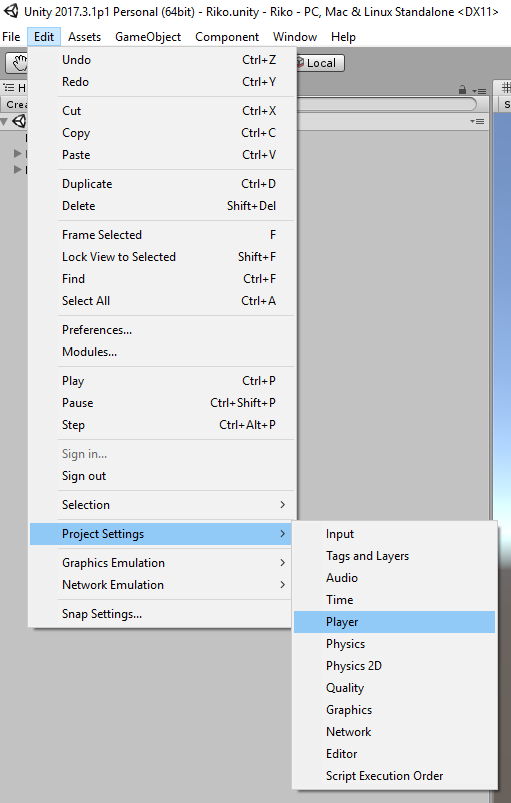 Unity 2017.3.1p1 Personal (64bit) - Riko.unity - Riko - PC, Mac & Linux Standalone <DX11>
File Edit Assets GameObject Component Window Help
Local
Undo Ctrl+Z
Redo Ctrl+Y
Cut Ctrl+X
Copy Ctrl+C
Paste Ctrl+V
Duplicate Ctrl+D
Delete Shift+Del
Frame Selected F
Lock View to Selected Shift+F
Find Ctrl+F
Select All Ctrl+A
Preferences...
Modules...
Play Ctrl+P
Pause Ctrl+Shift+P
Step Ctrl+Alt+P
Sign in...
Sign out
Selection
Project Settings
Graphics Emulation
Network Emulation
Snap Settings...
Input
Tags and Layers
Audio
Time
Player
Physics
Physics 2D
Quality
Graphics
Network
Editor
Script Execution Order